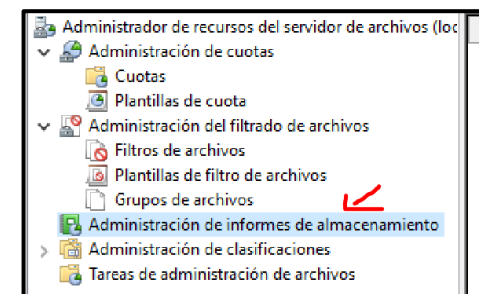 Administrador de recursos del servidor de archivos (loc
Administración de cuotas
Cuotas
Plantillas de cuota
Administración del filtrado de archivos
Filtros de archivos
Plantillas de filtro de archivos
Grupos de archivos
Administración de informes de almacenamiento
Administración de clasificaciones
Tareas de administración de archivos